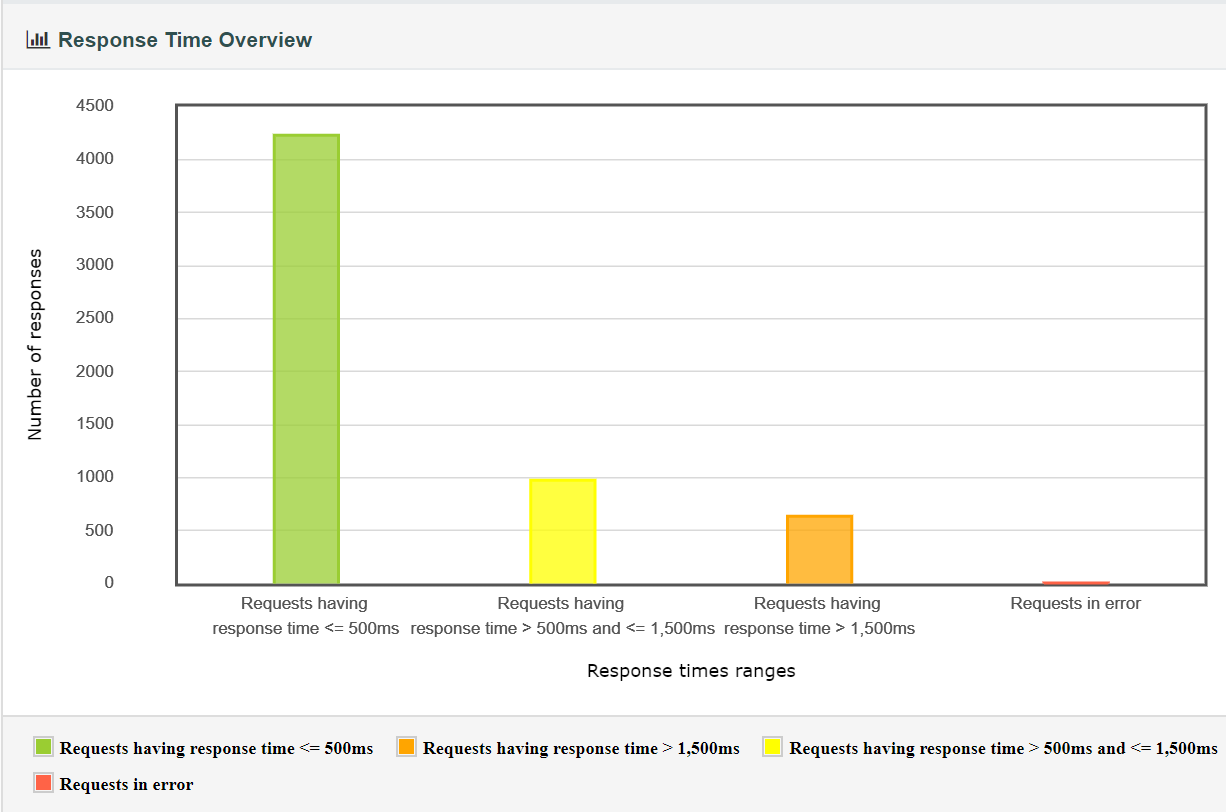 Response Time Overview
4500
4000
3500
3000
2500
2000
1500
1000
500
0
Number of responses
Requests having
response time <= 500ms
Requests having
response time > 500ms and <= 1,500ms
Requests having
response time > 1,500ms
Requests in error
Response times ranges
Requests having response time <= 500ms
Requests having response time > 1,500ms
Requests having response time > 500ms and <= 1,500ms
Requests in error